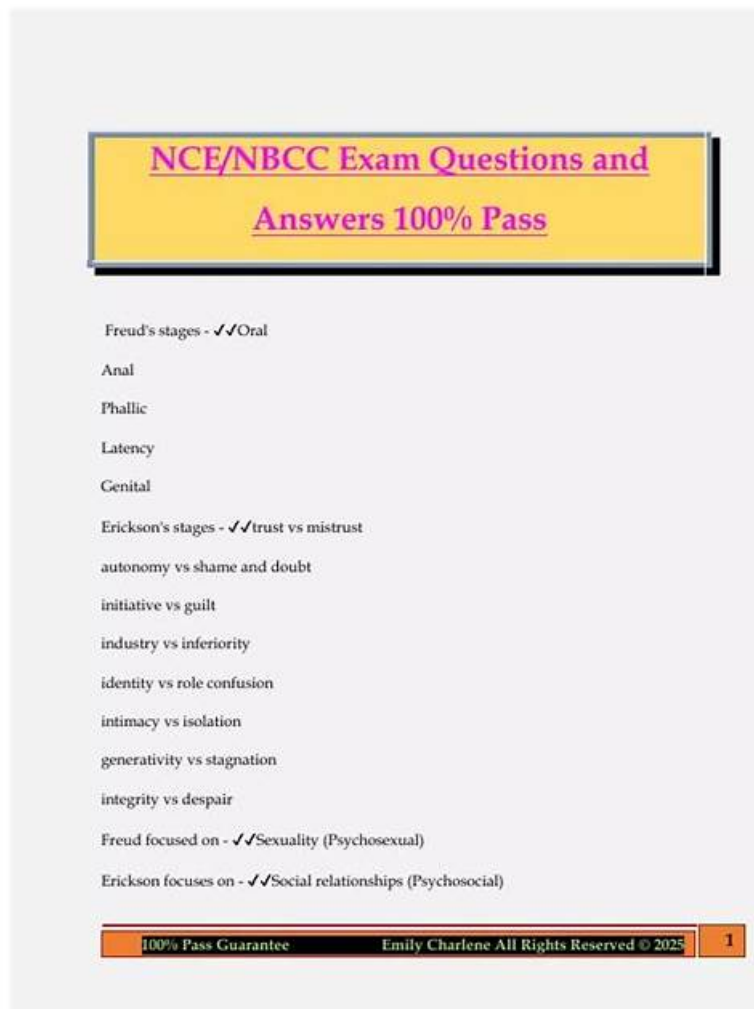 NCE/NBCC Exam Questions and
Answers 100% Pass
Freud's stages - ✓✓Oral
Anal
Phallic
Latency
Genital
Erickson's stages - ✓✓trust vs mistrust
autonomy vs shame and doubt
initiative vs guilt
industry vs inferiority
identity vs role confusion
intimacy vs isolation
generativity vs stagnation
integrity vs despair
Freud focused on - ✓✓Sexuality (Psychosexual)
Erickson focuses on - ✓✓Social relationships (Psychosocial)
100% Pass Guarantee Emily Charlene All Rights Reserved © 2025 1